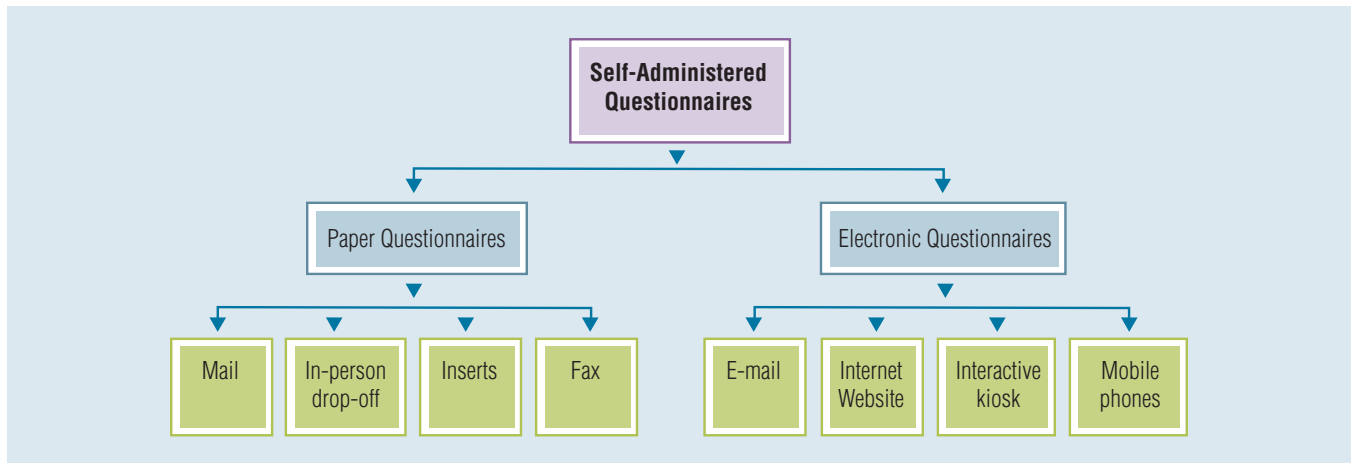 Self-Administered
Questionnaires
Paper Questionnaires
Electronic Questionnaires
Mail
In-person
drop-off
Inserts
Fax
E-mail
Internet
Website
Interactive
kiosk
Mobile
phones